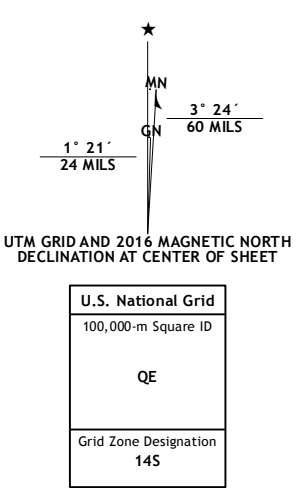 ★
MN
3° 24´
60 MILS
GN
1° 21´
24 MILS
UTM GRID AND 2016 MAGNETIC NORTH
DECLINATION AT CENTER OF SHEET
U.S. National Grid
100,000-m Square ID
QE
Grid Zone Designation
14S